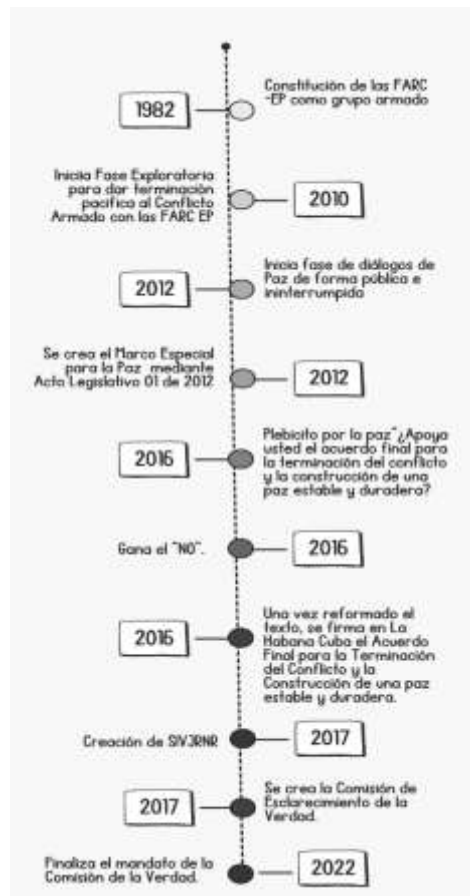 1982
Constitución de las FARC
-EP como grupo armado
Inicia Fase Exploratoria
para dar terminación
pacífica al Conflicto
Armado con las FARC EP
2010
2012
Inicia fase de diálogos de
Paz de forma pública e
ininterrumpida
Se crea el Marco Especial
para la Paz mediante
Acto Legislativo 01 de 2012
2012
2016
Plebicito por la paz"¿Apoya
usted el acuerdo final para
la terminación del conflicto
y la construcción de una
paz estable y duradera?
Gana el "NO".
2016
2016
Una vez reformado el
texto, se firma en La
Habana Cuba el Acuerdo
Final para la Terminación
del Conflicto y la
Construcción de una paz
estable y duradera.
Creación de SIVJRNR
2017
2017
Se crea la Comisión de
Esclarecimiento de la
Verdad.
Finaliza el mandato de la
Comisión de la Verdad.
2022